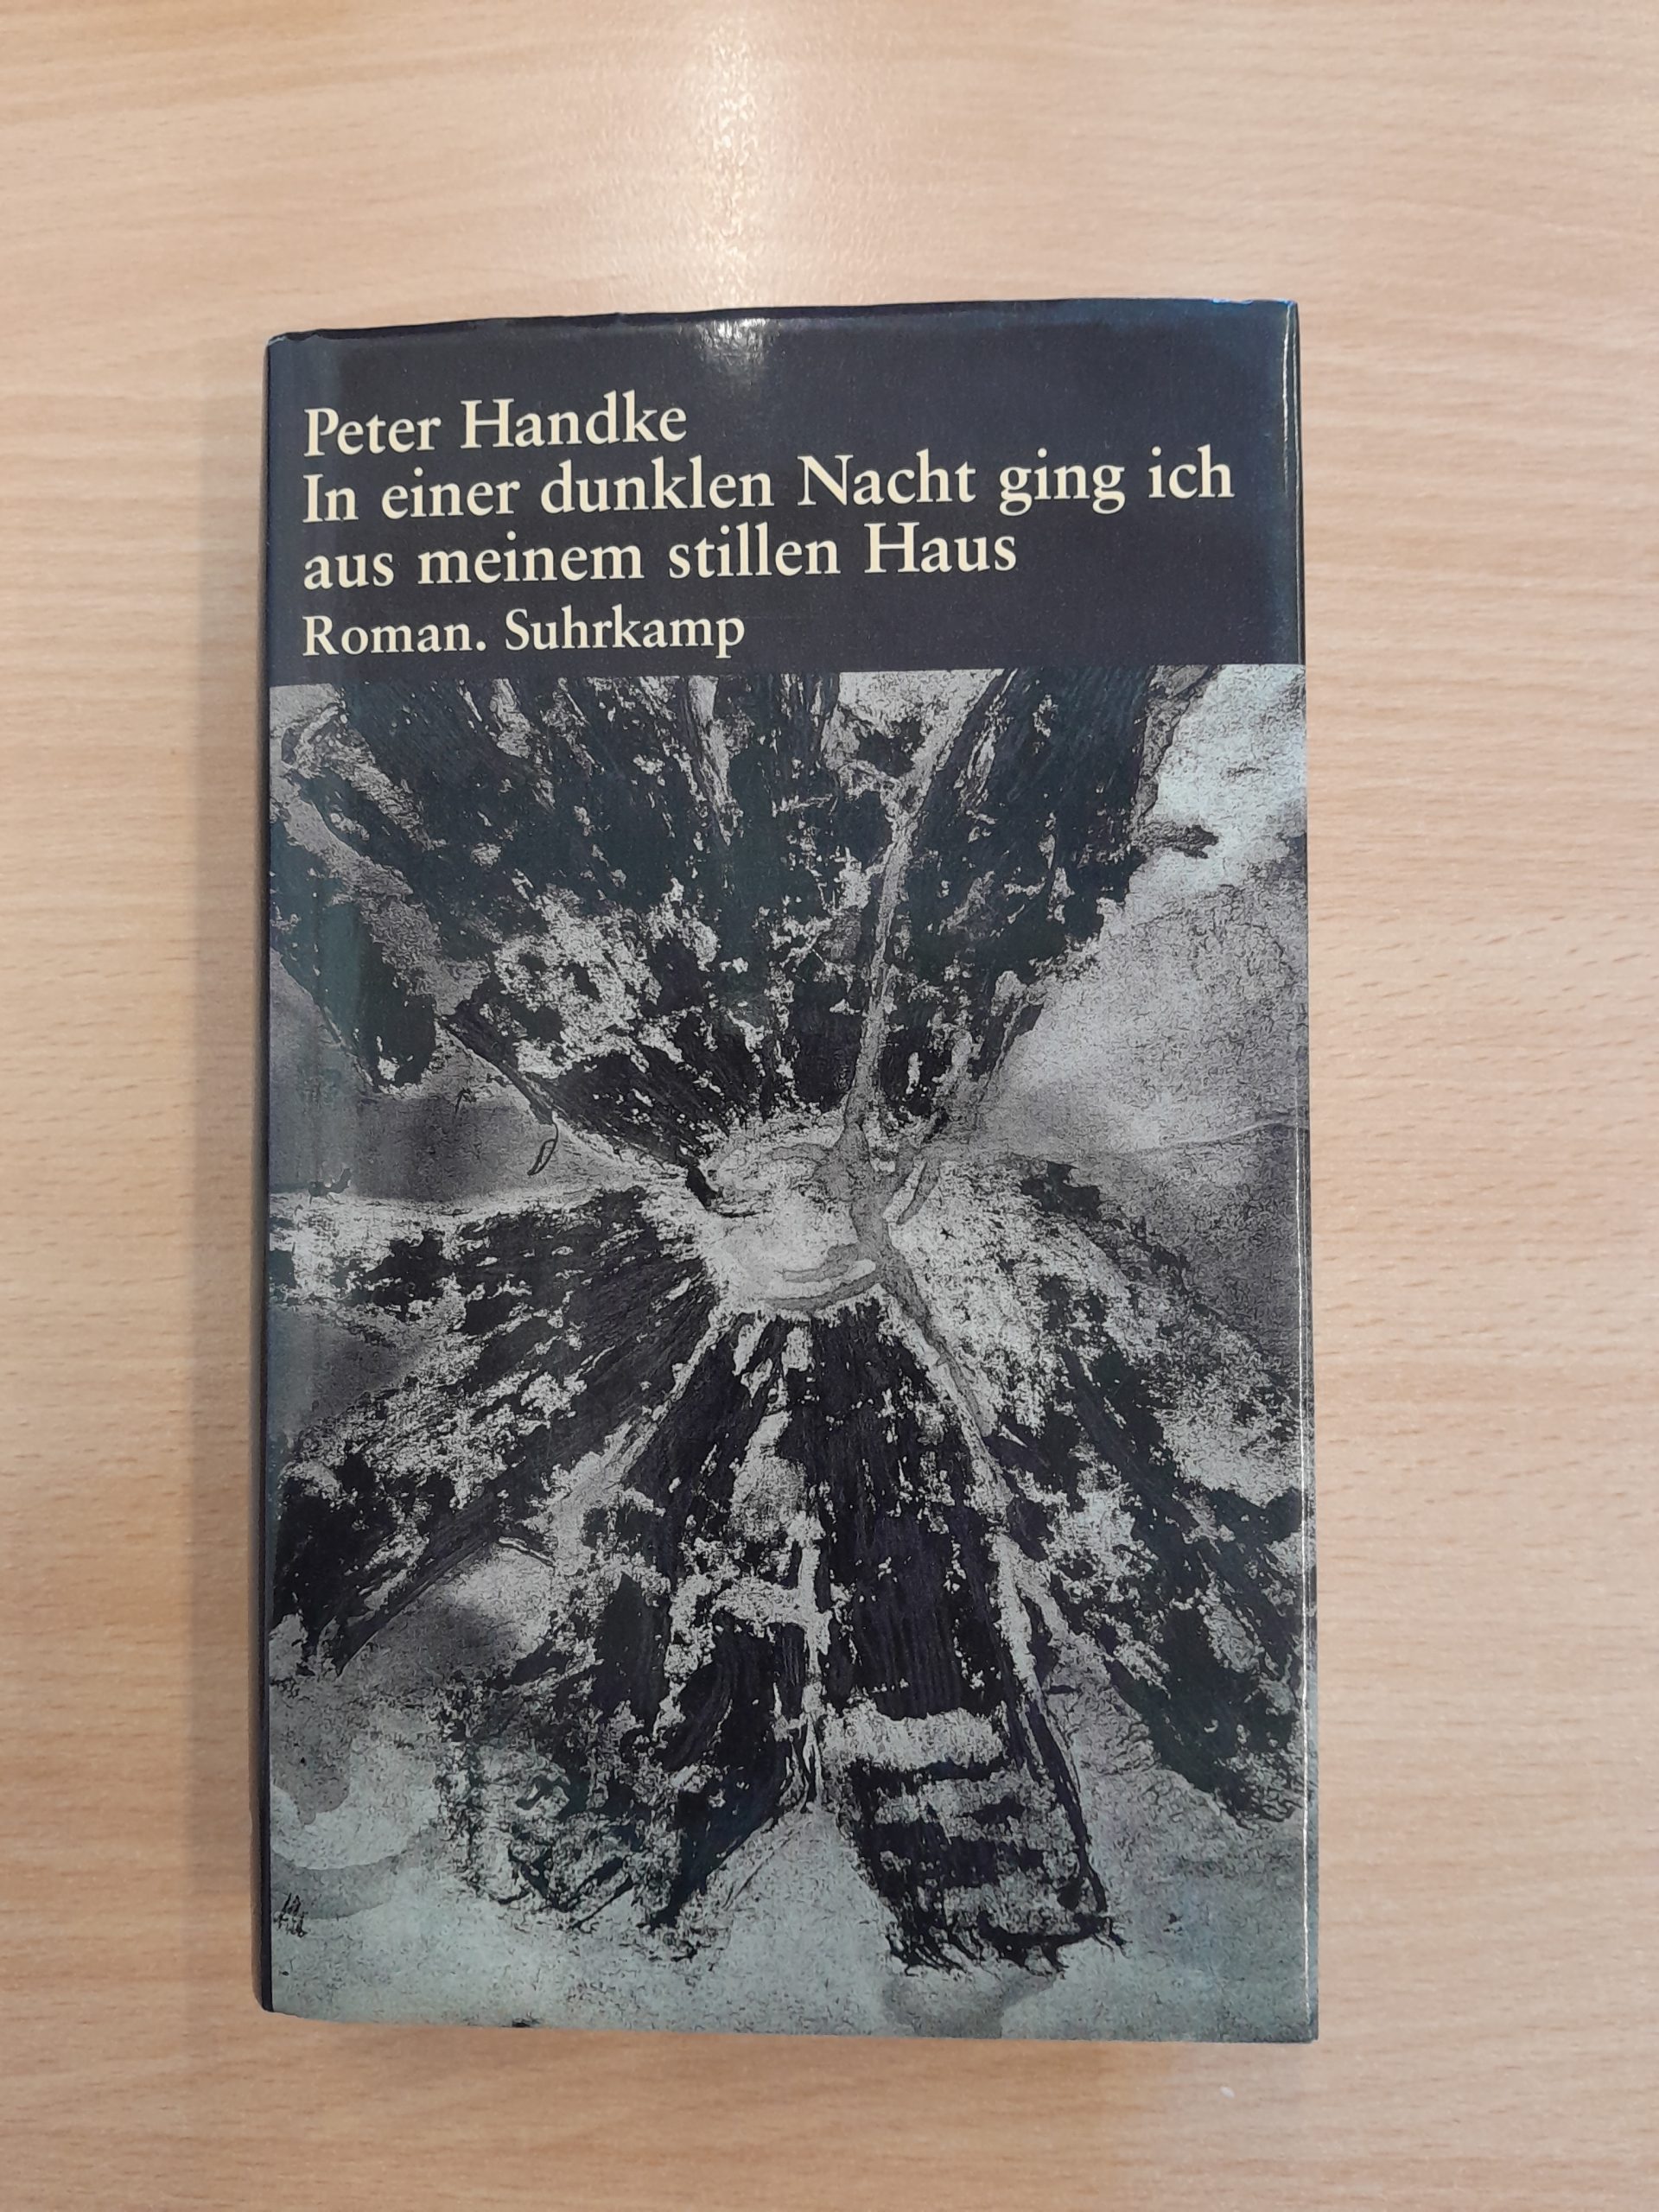 Peter Handke
In einer dunklen Nacht ging ich
aus meinem stillen Haus
Roman. Suhrkamp